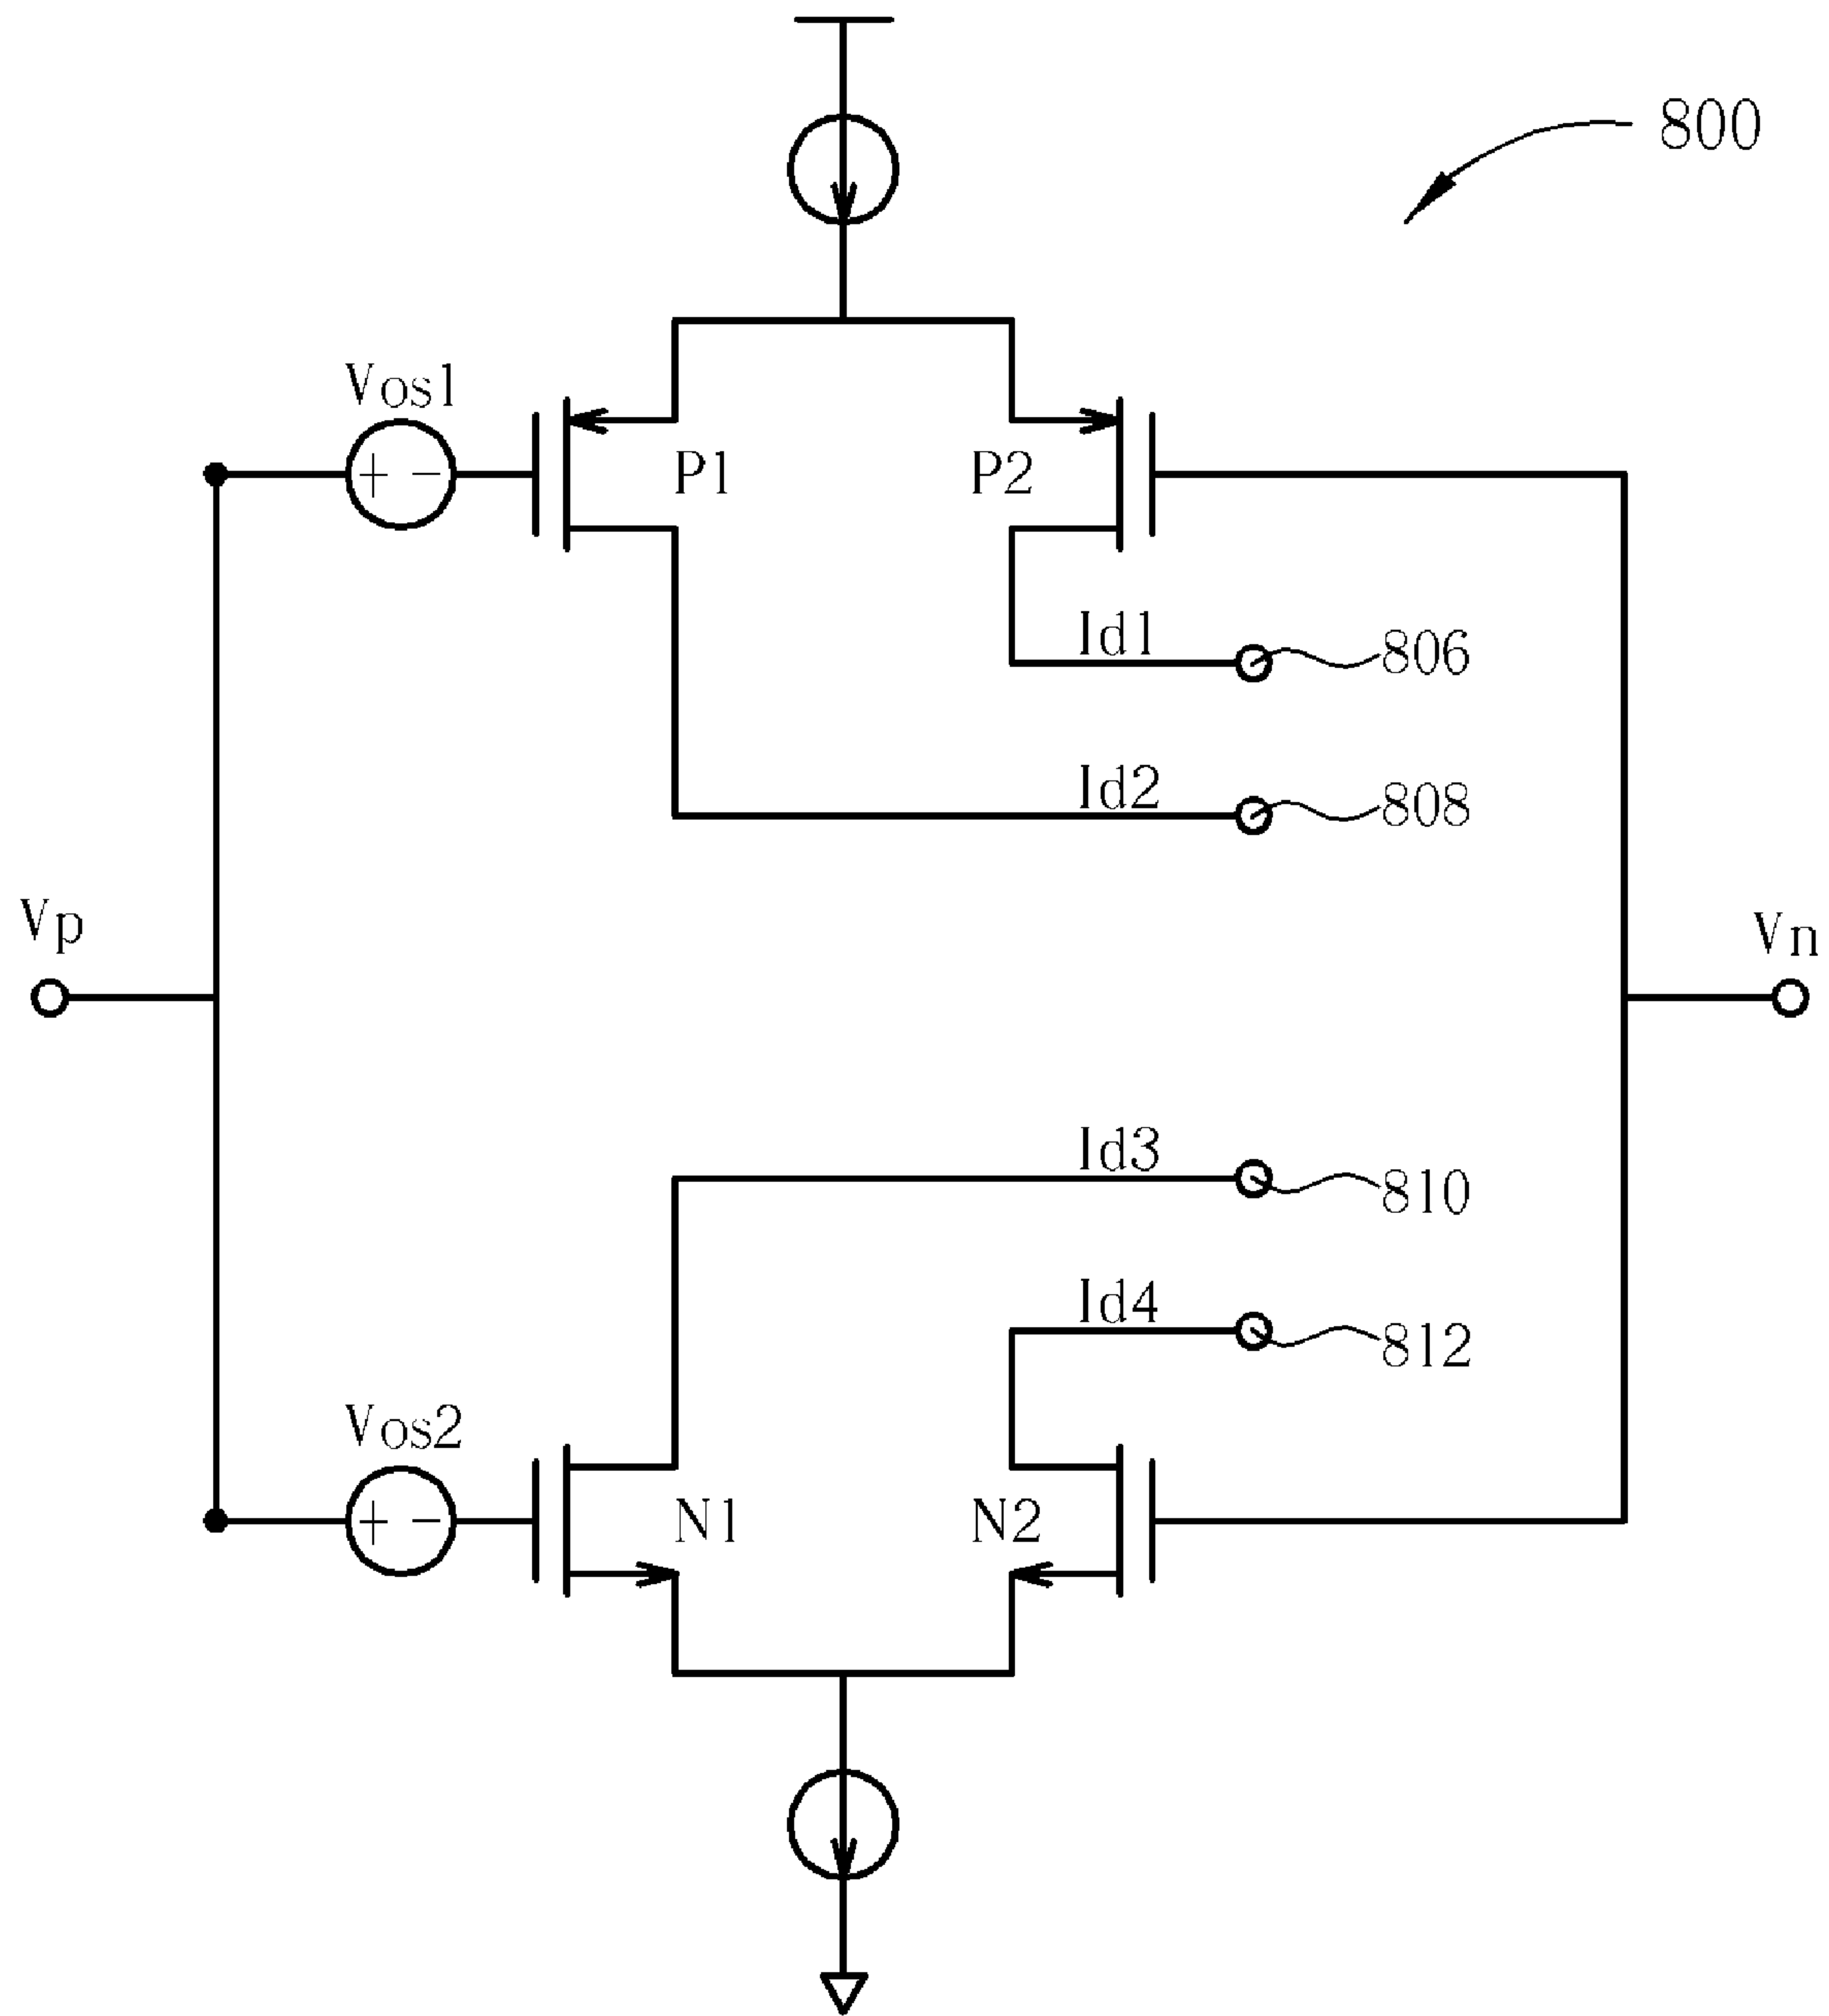 800
Vos1
+ -
P1
P2
Id1
806
Id2
808
Vp
Vn
Id3
810
Id4
812
Vos2
+ -
N1
N2